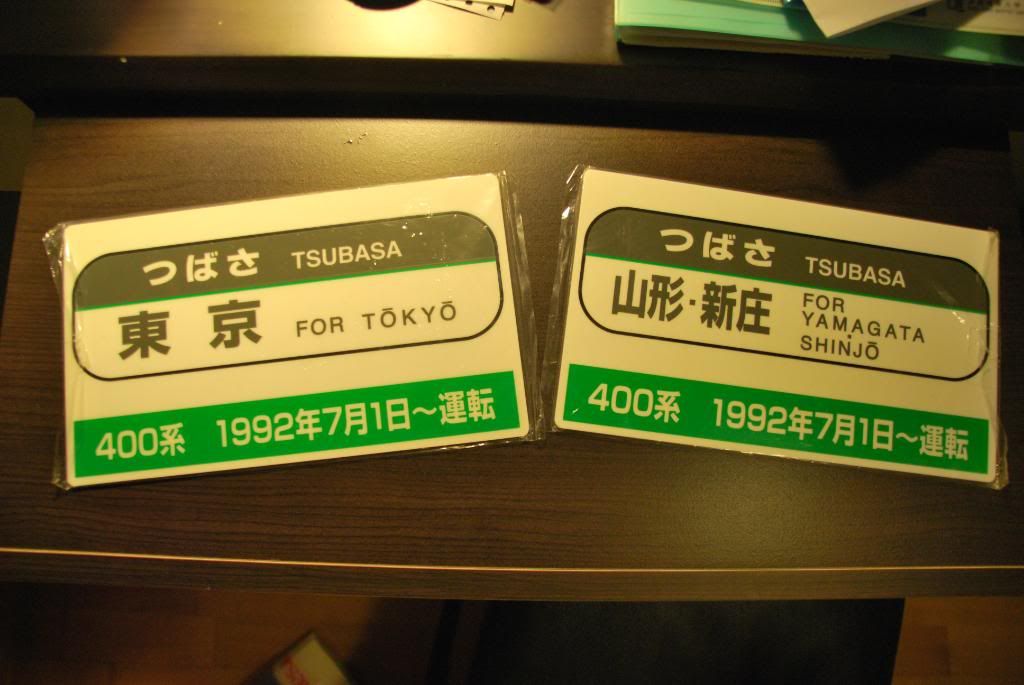 つばさ TSUBASA
東京 FOR TŌKYŌ
400系 1992年7月1日～運転
つばさ TSUBASA
山形・新庄 FOR
YAMAGATA・
SHINJŌ
400系 1992年7月1日～運転